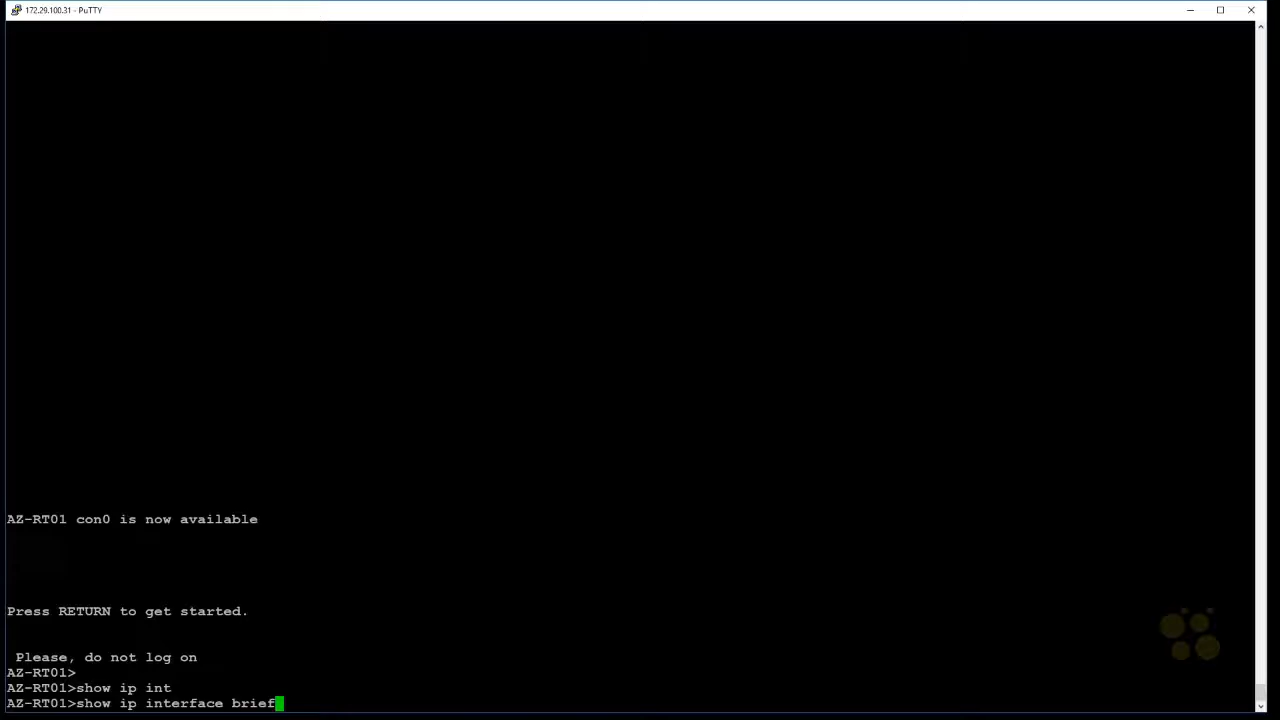 172.29.100.31 - PuTTY
AZ-RT01 con0 is now available
Press RETURN to get started.
Please, do not log on
AZ-RT01>
AZ-RT01>show ip int
AZ-RT01>show ip interface brief